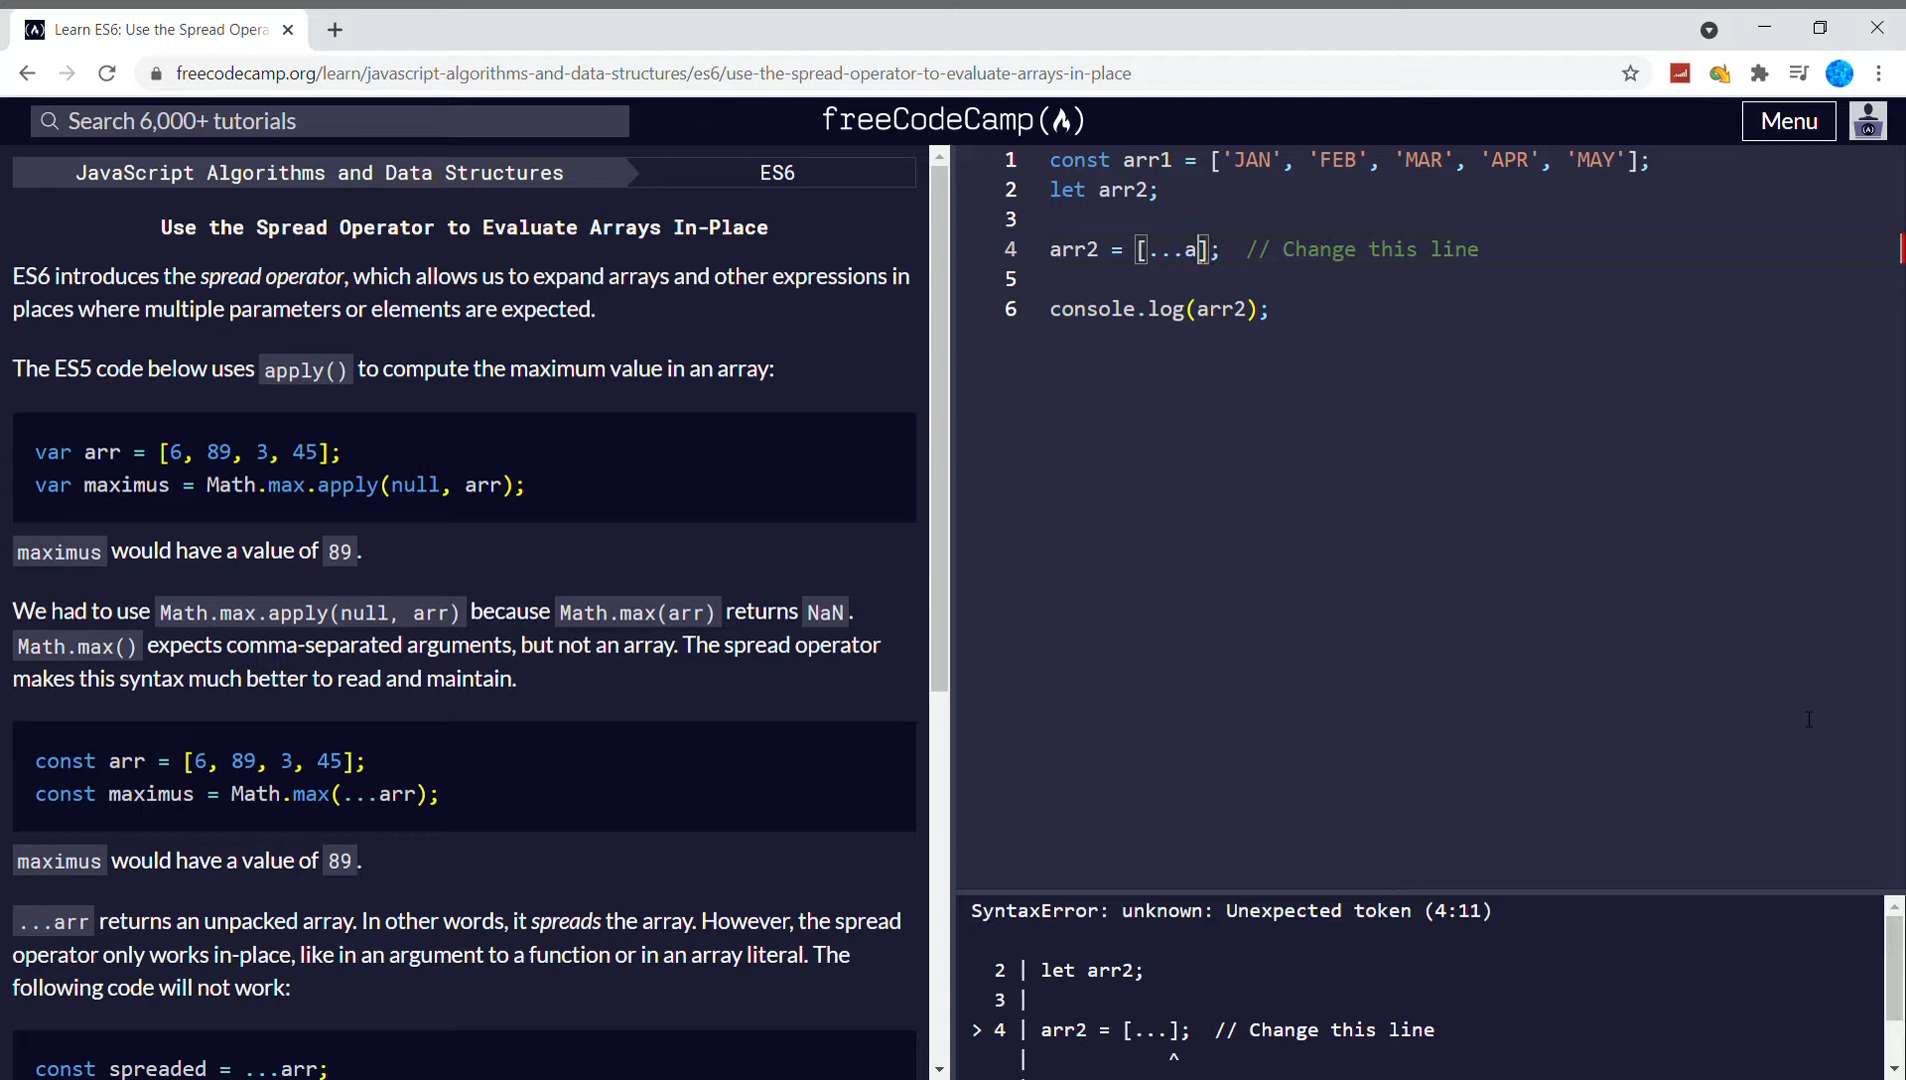 Learn ES6: Use the Spread Opera
freecodecamp.org/learn/javascript-algorithms-and-data-structures/es6/use-the-spread-operator-to-evaluate-arrays-in-place
Search 6,000+ tutorials
freeCodeCamp(🔥)
Menu
JavaScript Algorithms and Data Structures
ES6
Use the Spread Operator to Evaluate Arrays In-Place
ES6 introduces the spread operator, which allows us to expand arrays and other expressions in
places where multiple parameters or elements are expected.
The ES5 code below uses apply() to compute the maximum value in an array:
var arr = [6, 89, 3, 45];
var maximus = Math.max.apply(null, arr);
maximus would have a value of 89.
We had to use Math.max.apply(null, arr) because Math.max(arr) returns NaN.
Math.max() expects comma-separated arguments, but not an array. The spread operator
makes this syntax much better to read and maintain.
const arr = [6, 89, 3, 45];
const maximus = Math.max(...arr);
maximus would have a value of 89.
...arr returns an unpacked array. In other words, it spreads the array. However, the spread
operator only works in-place, like in an argument to a function or in an array literal. The
following code will not work:
const spreaded = ...arr;
1 const arr1 = ['JAN', 'FEB', 'MAR', 'APR', 'MAY'];
2 let arr2;
3
4 arr2 = [...a];  // Change this line
5
6 console.log(arr2);
SyntaxError: unknown: Unexpected token (4:11)
2 | let arr2;
3 |
> 4 | arr2 = [...];  // Change this line
| ^